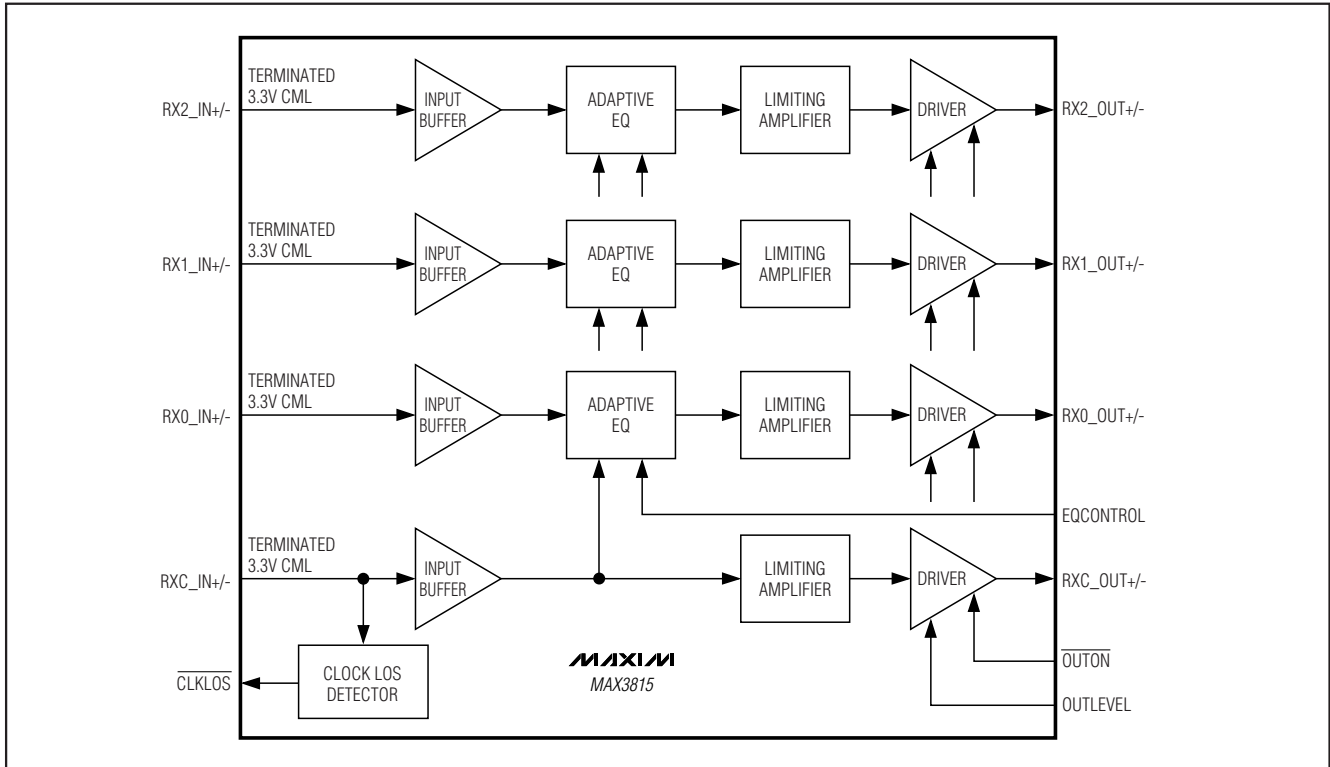 TERMINATED
3.3V CML
RX2_IN+/-
INPUT
BUFFER
ADAPTIVE
EQ
LIMITING
AMPLIFIER
DRIVER
RX2_OUT+/-
TERMINATED
3.3V CML
RX1_IN+/-
INPUT
BUFFER
ADAPTIVE
EQ
LIMITING
AMPLIFIER
DRIVER
RX1_OUT+/-
TERMINATED
3.3V CML
RX0_IN+/-
INPUT
BUFFER
ADAPTIVE
EQ
LIMITING
AMPLIFIER
DRIVER
RX0_OUT+/-
EQCONTROL
TERMINATED
3.3V CML
RXC_IN+/-
INPUT
BUFFER
LIMITING
AMPLIFIER
DRIVER
RXC_OUT+/-
CLKLOS
CLOCK LOS
DETECTOR
MAXIM
MAX3815
OUTON
OUTLEVEL